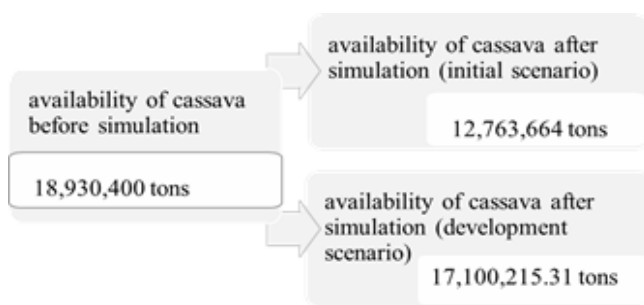 availability of cassava
before simulation
18,930,400 tons
availability of cassava after
simulation (initial scenario)
12,763,664 tons
availability of cassava after
simulation (development
scenario)
17,100,215.31 tons